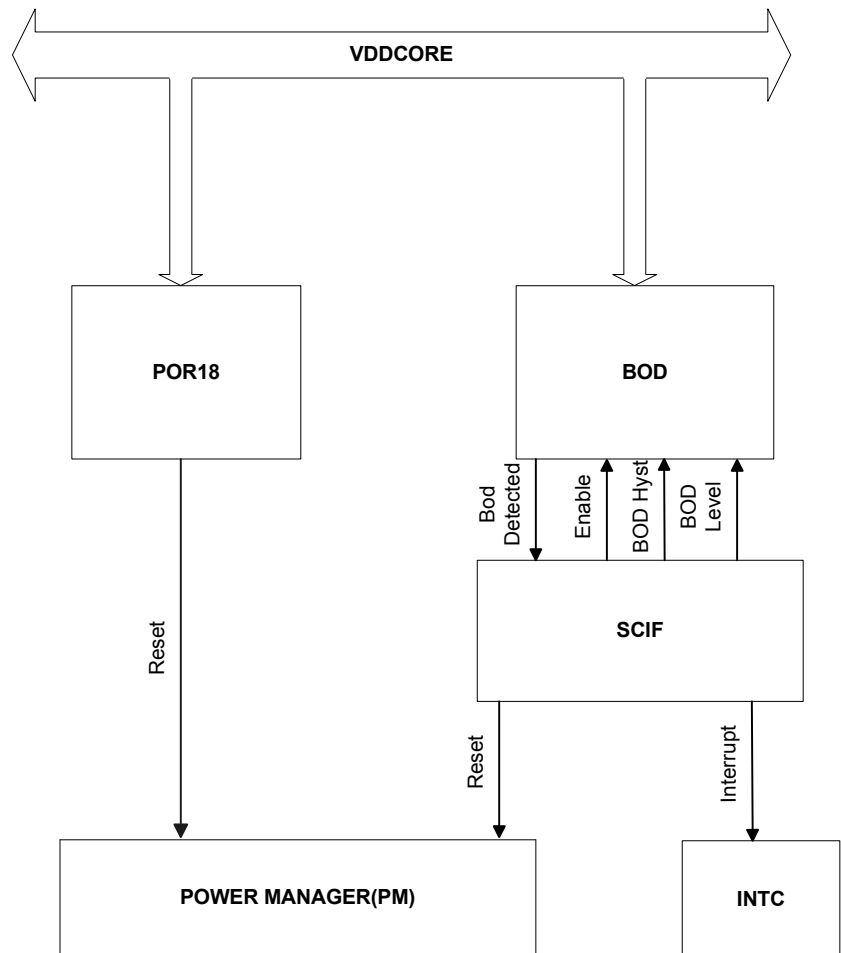 VDDCORE
POR18
BOD
Bod
Detected
Enable
BOD Hyst
BOD
Level
SCIF
Reset
Reset
Interrupt
POWER MANAGER(PM)
INTC